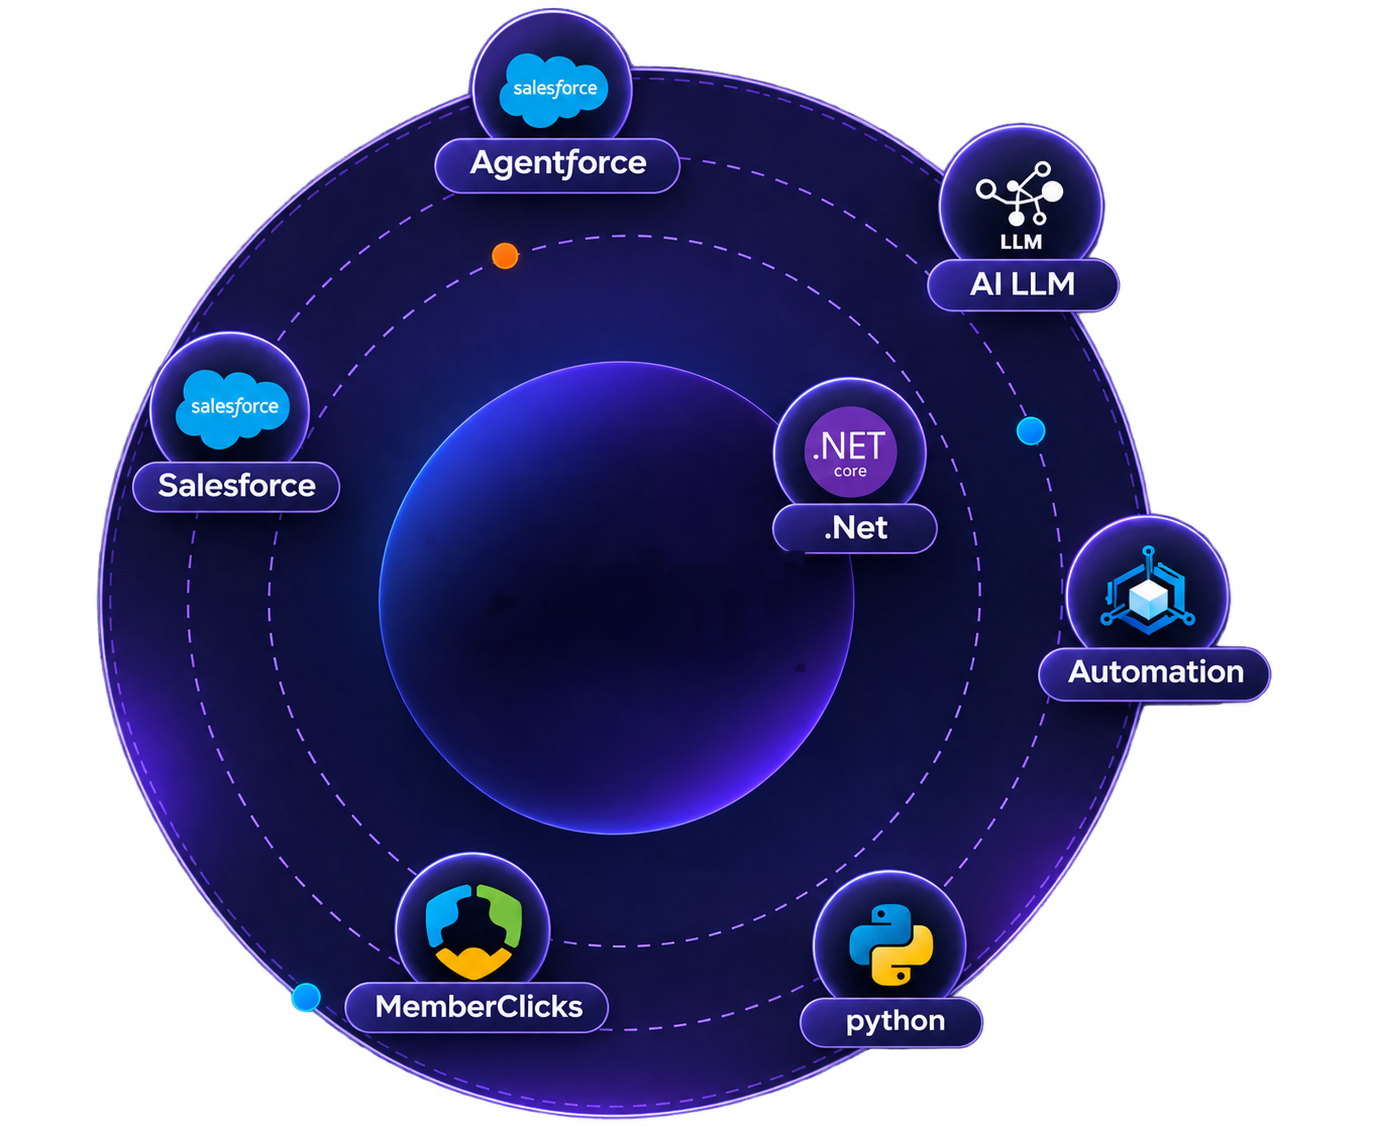 salesforce
Agentforce
LLM
AI LLM
salesforce
Salesforce
.NET
core
.Net
Automation
MemberClicks
python